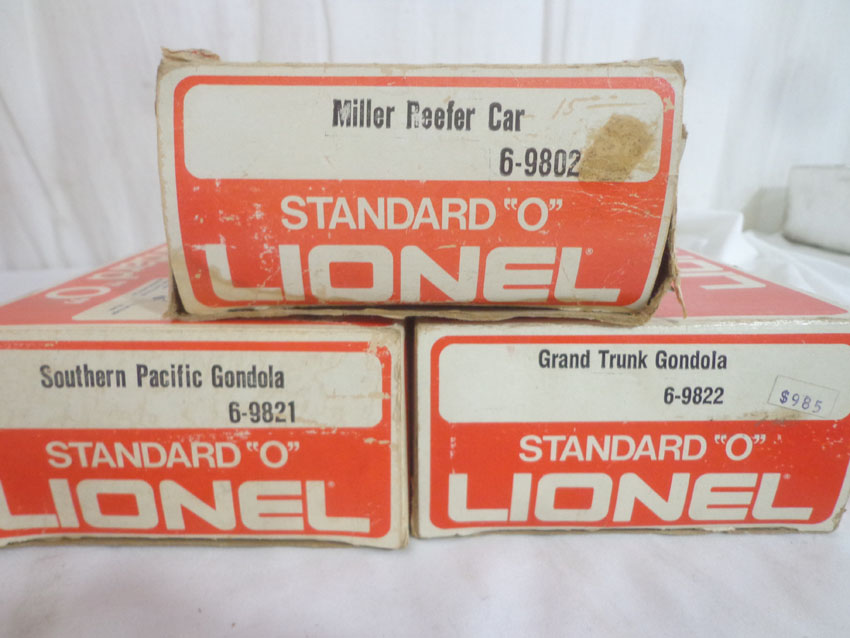 Miller Reefer Car
15
6-9802
STANDARD "O"
LIONEL
Southern Pacific Gondola
6-9821
STANDARD "O"
LIONEL
Grand Trunk Gondola
6-9822
$985
STANDARD "O"
LIONEL